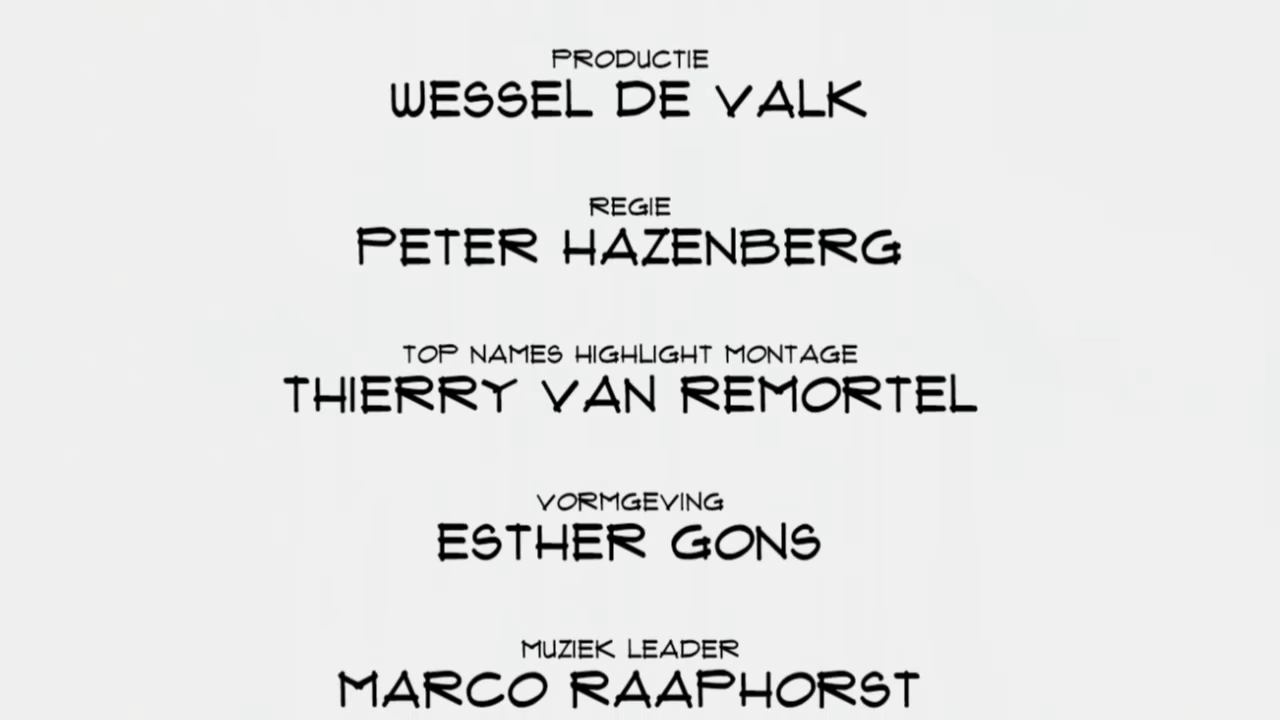 PRODUCTIE
WESSEL DE VALK
REGIE
PETER HAZENBERG
TOP NAMES HIGHLIGHT MONTAGE
THIERRY VAN REMORTEL
VORMGEVING
ESTHER GONS
MUZIEK LEADER
MARCO RAAPHORST